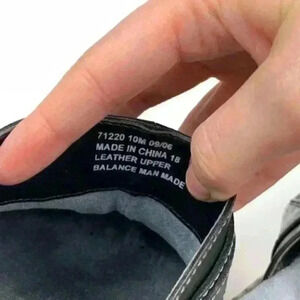 71220 10M 09/06
MADE IN CHINA 18
LEATHER UPPER
BALANCE MAN MADE